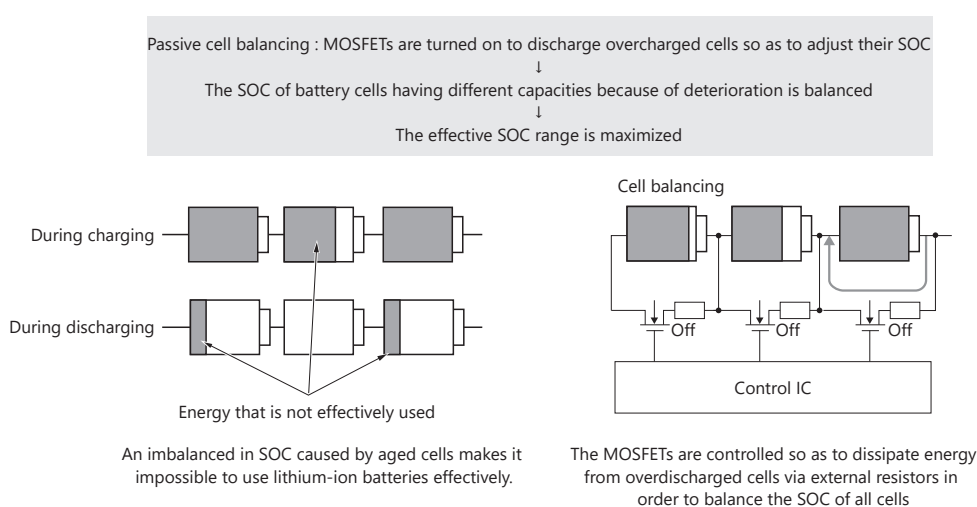 Passive cell balancing : MOSFETs are turned on to discharge overcharged cells so as to adjust their SOC
↓
The SOC of battery cells having different capacities because of deterioration is balanced
↓
The effective SOC range is maximized
During charging
During discharging
Energy that is not effectively used
An imbalanced in SOC caused by aged cells makes it
impossible to use lithium-ion batteries effectively.
Cell balancing
Off
Off
Off
Control IC
The MOSFETs are controlled so as to dissipate energy
from overdischarged cells via external resistors in
order to balance the SOC of all cells